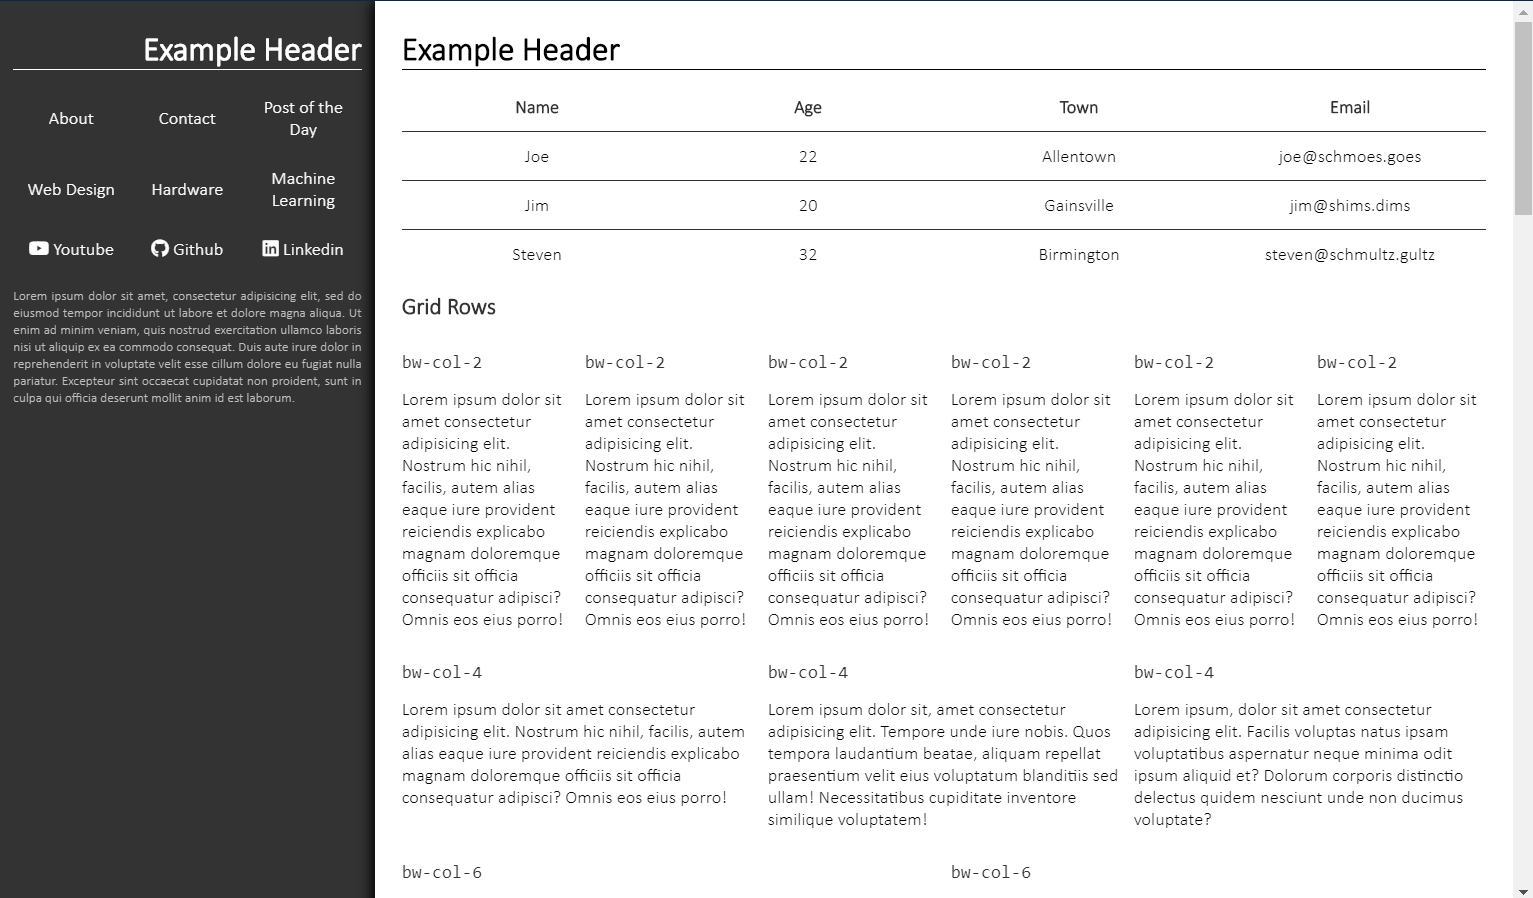 Example Header
About Contact Post of the
Day
Web Design Hardware Machine
Learning
Youtube Github Linkedin
Lorem ipsum dolor sit amet, consectetur adipisicing elit, sed do
eiusmod tempor incididunt ut labore et dolore magna aliqua. Ut
enim ad minim veniam, quis nostrud exercitation ullamco laboris
nisi ut aliquip ex ea commodo consequat. Duis aute irure dolor in
reprehenderit in voluptate velit esse cillum dolore eu fugiat nulla
pariatur. Excepteur sint occaecat cupidatat non proident, sunt in
culpa qui officia deserunt mollit anim id est laborum.
Example Header
Name Age Town Email
Joe 22 Allentown joe@schmoes.goes
Jim 20 Gainsville jim@shims.dims
Steven 32 Birmington steven@schmultz.gultz
Grid Rows
bw-col-2
Lorem ipsum dolor sit
amet consectetur
adipisicing elit.
Nostrum hic nihil,
facilis, autem alias
eaque iure provident
reiciendis explicabo
magnam doloremque
officiis sit officia
consequatur adipisci?
Omnis eos eius porro!
bw-col-2
Lorem ipsum dolor sit
amet consectetur
adipisicing elit.
Nostrum hic nihil,
facilis, autem alias
eaque iure provident
reiciendis explicabo
magnam doloremque
officiis sit officia
consequatur adipisci?
Omnis eos eius porro!
bw-col-2
Lorem ipsum dolor sit
amet consectetur
adipisicing elit.
Nostrum hic nihil,
facilis, autem alias
eaque iure provident
reiciendis explicabo
magnam doloremque
officiis sit officia
consequatur adipisci?
Omnis eos eius porro!
bw-col-2
Lorem ipsum dolor sit
amet consectetur
adipisicing elit.
Nostrum hic nihil,
facilis, autem alias
eaque iure provident
reiciendis explicabo
magnam doloremque
officiis sit officia
consequatur adipisci?
Omnis eos eius porro!
bw-col-2
Lorem ipsum dolor sit
amet consectetur
adipisicing elit.
Nostrum hic nihil,
facilis, autem alias
eaque iure provident
reiciendis explicabo
magnam doloremque
officiis sit officia
consequatur adipisci?
Omnis eos eius porro!
bw-col-2
Lorem ipsum dolor sit
amet consectetur
adipisicing elit.
Nostrum hic nihil,
facilis, autem alias
eaque iure provident
reiciendis explicabo
magnam doloremque
officiis sit officia
consequatur adipisci?
Omnis eos eius porro!
bw-col-4
Lorem ipsum dolor sit amet consectetur
adipisicing elit. Nostrum hic nihil, facilis, autem
alias eaque iure provident reiciendis explicabo
magnam doloremque officiis sit officia
consequatur adipisci? Omnis eos eius porro!
bw-col-4
Lorem ipsum dolor sit, amet consectetur
adipisicing elit. Tempore unde iure nobis. Quos
tempora laudantium beatae, aliquam repellat
praesentium velit eius voluptatum blanditiis sed
ullam! Necessitatibus cupiditate inventore
similique voluptatem!
bw-col-4
Lorem ipsum, dolor sit amet consectetur
adipisicing elit. Facilis voluptas natus ipsam
voluptatibus aspernatur neque minima odit
ipsum aliquid et? Dolorum corporis distinctio
delectus quidem nesciunt unde non ducimus
voluptate?
bw-col-6
bw-col-6